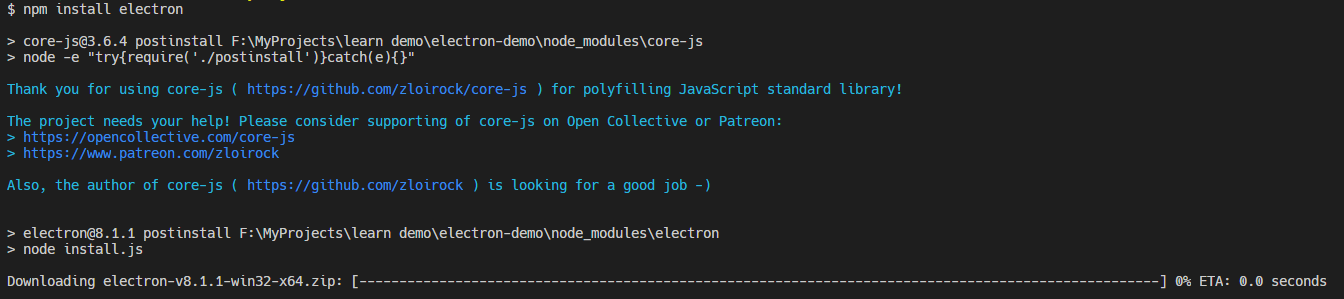 $ npm install electron
> core-js@3.6.4 postinstall F:\MyProjects\learn demo\electron-demo\node_modules\core-js
> node -e "try{require('./postinstall')}catch(e){}"
Thank you for using core-js ( https://github.com/zloirock/core-js ) for polyfilling JavaScript standard library!
The project needs your help! Please consider supporting of core-js on Open Collective or Patreon:
> https://opencollective.com/core-js
> https://www.patreon.com/zloirock
Also, the author of core-js ( https://github.com/zloirock ) is looking for a good job -)
> electron@8.1.1 postinstall F:\MyProjects\learn demo\electron-demo\node_modules\electron
> node install.js
Downloading electron-v8.1.1-win32-x64.zip: [----------------------------------------------------------------------------------------------------] 0% ETA: 0.0 seconds